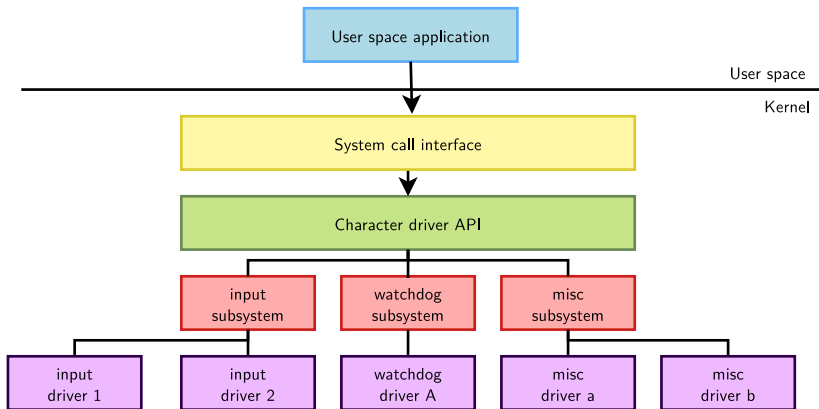 User space application
User space
Kernel
System call interface
Character driver API
input
subsystem
watchdog
subsystem
misc
subsystem
input
driver 1
input
driver 2
watchdog
driver A
misc
driver a
misc
driver b